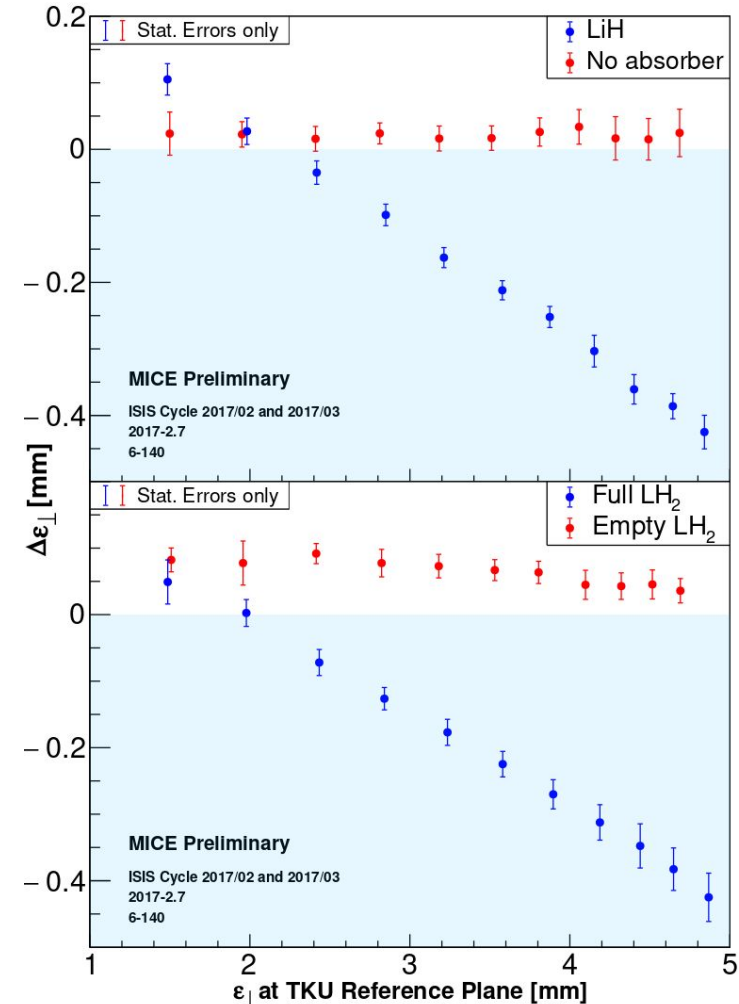 0.2
Stat. Errors only
LiH
No absorber
0
− 0.2
MICE Preliminary
ISIS Cycle 2017/02 and 2017/03
− 0.4
2017-2.7
6-140
Δε⊥ [mm]
Stat. Errors only
Full LH₂
Empty LH₂
0
− 0.2
MICE Preliminary
ISIS Cycle 2017/02 and 2017/03
− 0.4
2017-2.7
6-140
1 2 3 4 5
ε⊥ at TKU Reference Plane [mm]